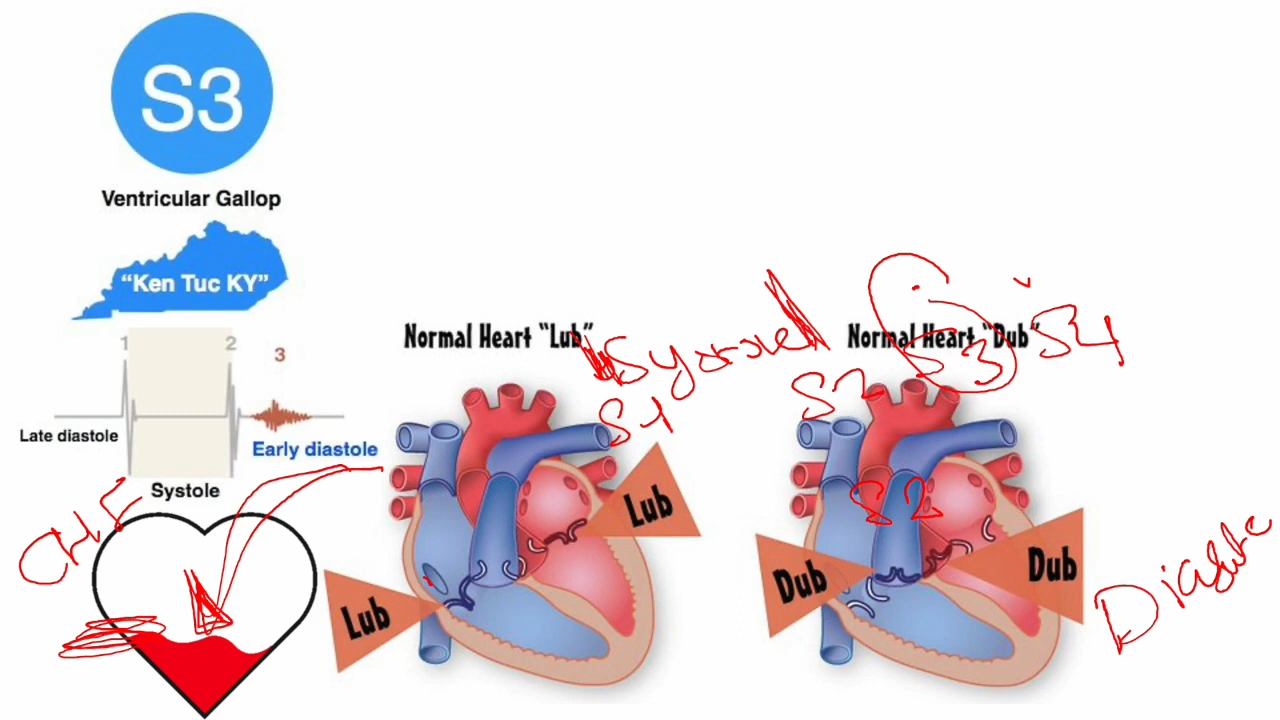 S3
Ventricular Gallop
“Ken Tuc KY”
1 2 3
Late diastole
Early diastole
Systole
CHF
Normal Heart “Lub”
S1
Lub
Lub
Normal Heart “Dub”
S2 S3 S4
S2
Dub
Dub